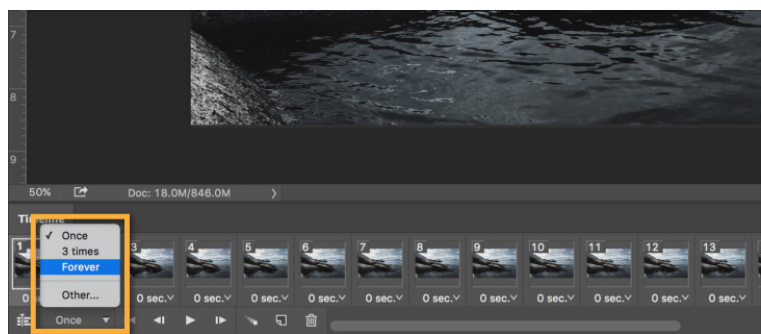 7
8
9
50% Doc: 18.0M/846.0M
Once
3 times
Forever
Other...
1 3 4 5 6 7 8 9 10 11 12 13
0 sec. 0 sec. 0 sec. 0 sec. 0 sec. 0 sec. 0 sec. 0 sec. 0 sec. 0 sec. 0 sec.
Once